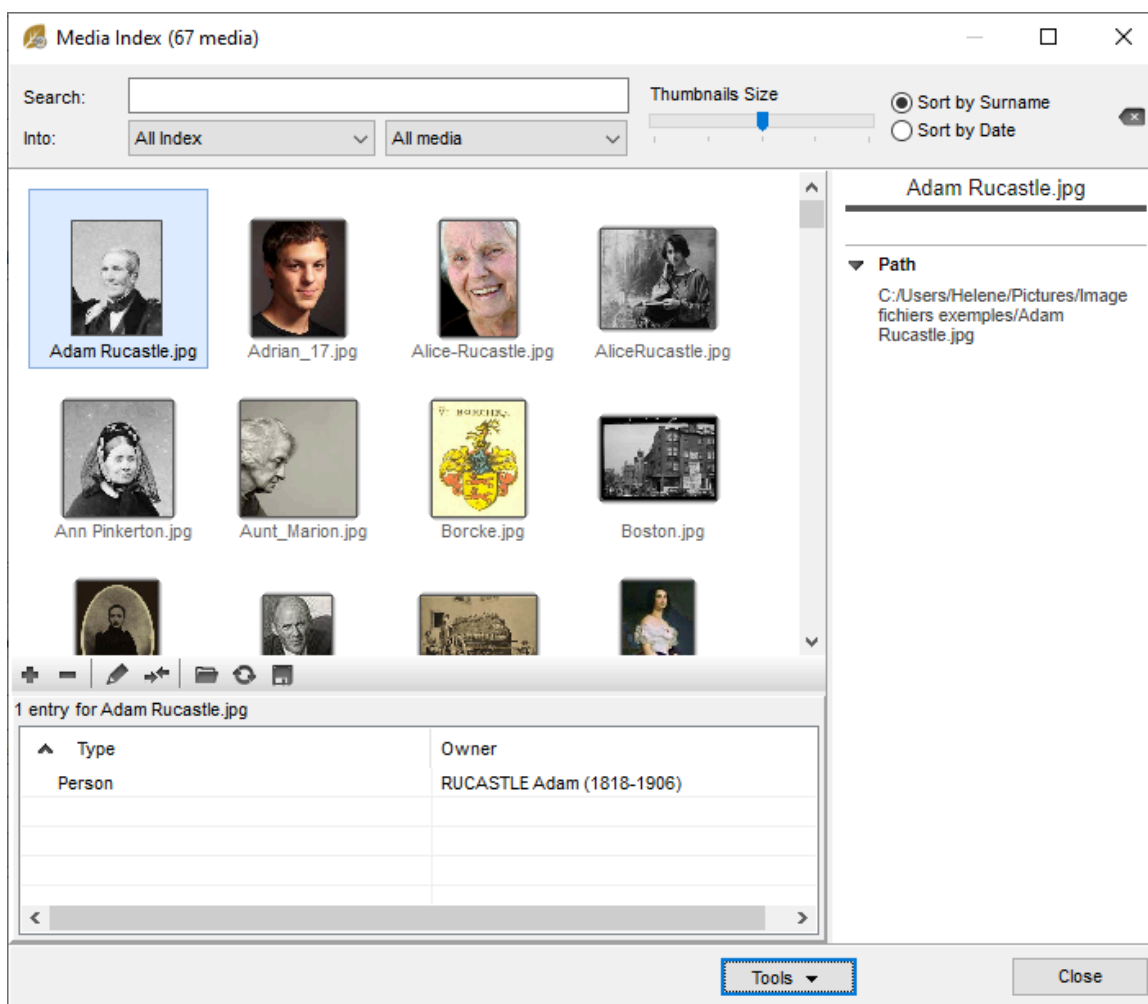 Media Index (67 media)
Search:
Thumbnails Size
Sort by Surname
Into:
All Index
All media
Sort by Date
Adam Rucastle.jpg
Adrian_17.jpg
Alice-Rucastle.jpg
AliceRucastle.jpg
Ann Pinkerton.jpg
Aunt_Marion.jpg
BORCKE,
Borcke.jpg
Boston.jpg
1 entry for Adam Rucastle.jpg
Type
Owner
Person
RUCASTLE Adam (1818-1906)
Adam Rucastle.jpg
Path
C:/Users/Helene/Pictures/Image
fichiers exemples/Adam
Rucastle.jpg
Tools
Close